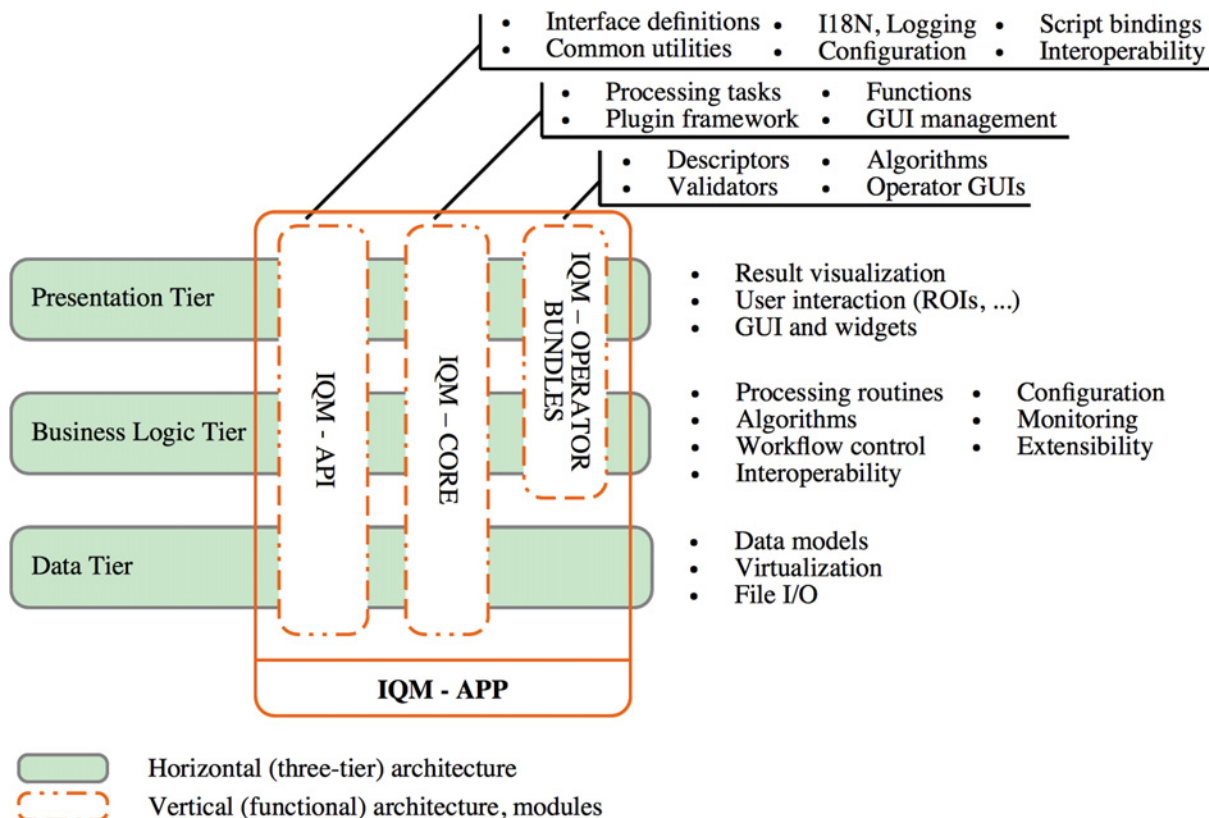 • Interface definitions • I18N, Logging • Script bindings
• Common utilities • Configuration • Interoperability
• Processing tasks • Functions
• Plugin framework • GUI management
• Descriptors • Algorithms
• Validators • Operator GUIs
Presentation Tier
• Result visualization
• User interaction (ROIs, ...)
• GUI and widgets
IQM - API
IQM – CORE
IQM – OPERATOR
BUNDLES
Business Logic Tier
• Processing routines • Configuration
• Algorithms • Monitoring
• Workflow control • Extensibility
• Interoperability
Data Tier
• Data models
• Virtualization
• File I/O
IQM - APP
Horizontal (three-tier) architecture
Vertical (functional) architecture, modules